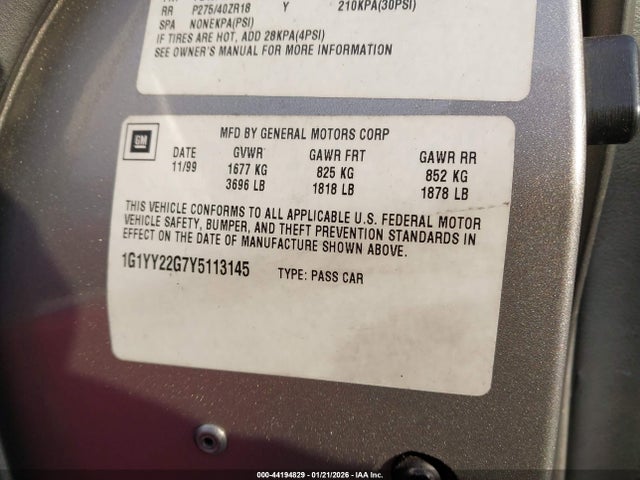 RR P275/40ZR18 Y 210KPA(30PSI)
SPA NONEKPA(PSI)
IF TIRES ARE HOT, ADD 28KPA(4PSI)
SEE OWNER'S MANUAL FOR MORE INFORMATION
GM
MFD BY GENERAL MOTORS CORP
DATE GVWR GAWR FRT GAWR RR
11/99 1677 KG 825 KG 852 KG
3696 LB 1818 LB 1878 LB
THIS VEHICLE CONFORMS TO ALL APPLICABLE U.S. FEDERAL MOTOR
VEHICLE SAFETY, BUMPER, AND THEFT PREVENTION STANDARDS IN
EFFECT ON THE DATE OF MANUFACTURE SHOWN ABOVE.
1G1YY22G7Y5113145 TYPE: PASS CAR
000-44194829 - 01/21/2026 - IAA Inc.